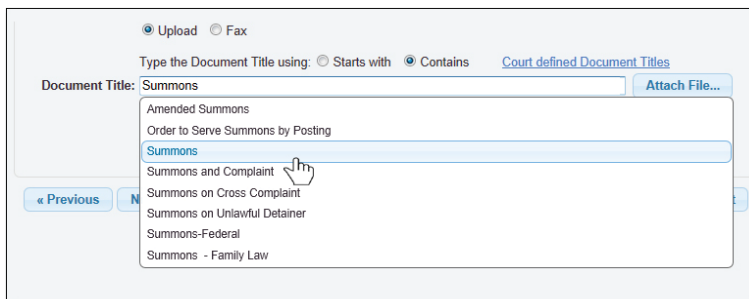 Upload Fax
Type the Document Title using: Starts with Contains Court defined Document Titles
Document Title: Summons Attach File...
Amended Summons
Order to Serve Summons by Posting
Summons
Summons and Complaint
Summons on Cross Complaint
« Previous
Summons on Unlawful Detainer
Summons-Federal
Summons - Family Law